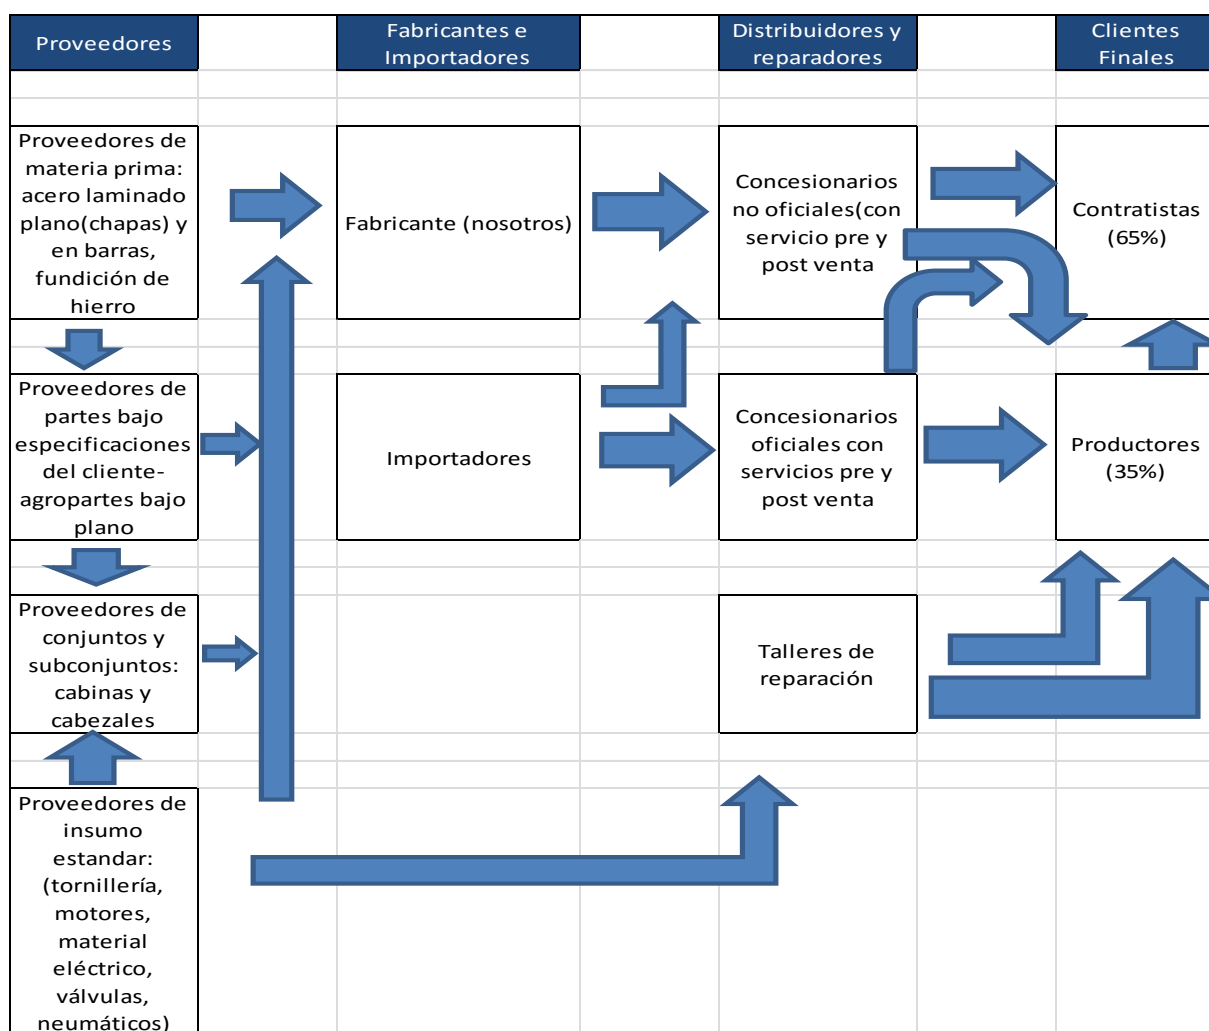 Proveedores
Fabricantes e
Importadores
Distribuidores y
reparadores
Clientes
Finales
Proveedores de
materia prima:
acero laminado
plano(chapas) y
en barras,
fundición de
hierro
Fabricante (nosotros)
Concesionarios
no oficiales(con
servicio pre y
post venta
Contratistas
(65%)
Proveedores de
partes bajo
especificaciones
del cliente-
agropartes bajo
plano
Importadores
Concesionarios
oficiales con
servicios pre y
post venta
Productores
(35%)
Proveedores de
conjuntos y
subconjuntos:
cabinas y
cabezales
Talleres de
reparación
Proveedores de
insumo
estandar:
(tornillería,
motores,
material
eléctrico,
válvulas,
neumáticos)